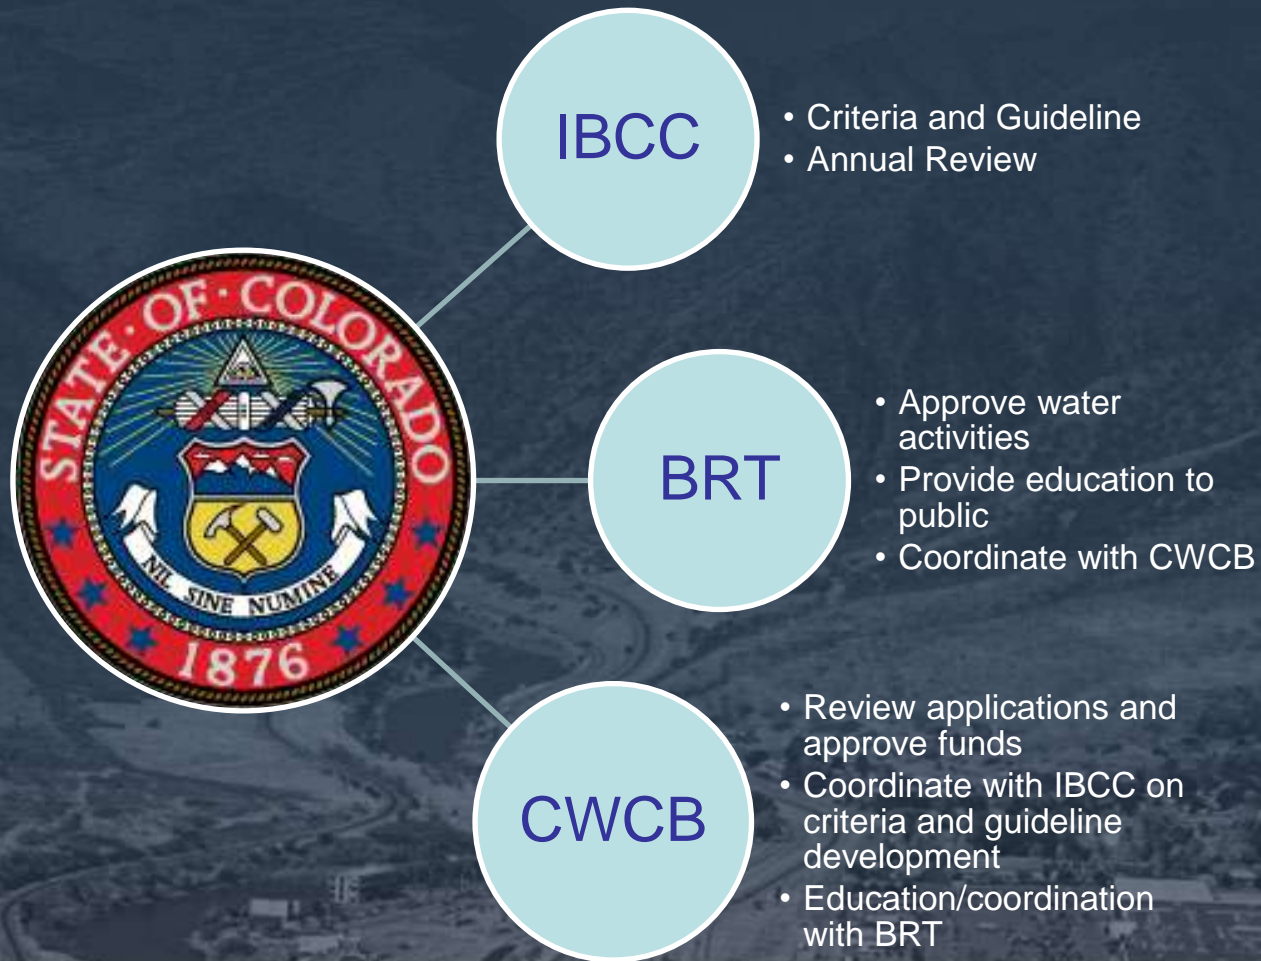 IBCC
• Criteria and Guideline
• Annual Review
STATE · OF · COLORADO
NIL SINE NUMINE
1876
BRT
• Approve water
activities
• Provide education to
public
• Coordinate with CWCB
CWCB
• Review applications and
approve funds
• Coordinate with IBCC on
criteria and guideline
development
• Education/coordination
with BRT